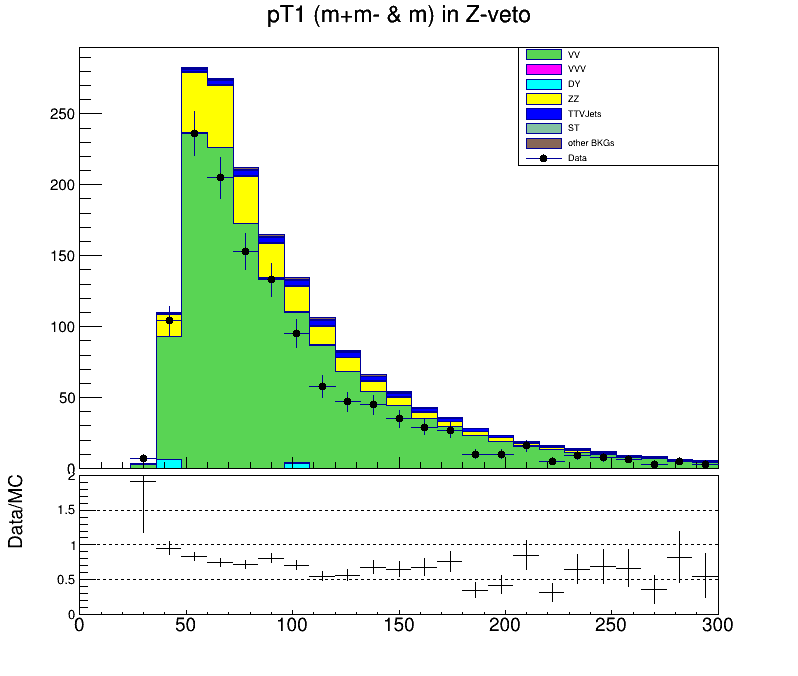 pT1 (m+m- & m) in Z-veto
VV
VVV
DY
ZZ
TTVJets
ST
other BKGs
Data
250
200
150
100
50
0
Data/MC
2
1.5
1
0.5
0
0 50 100 150 200 250 300